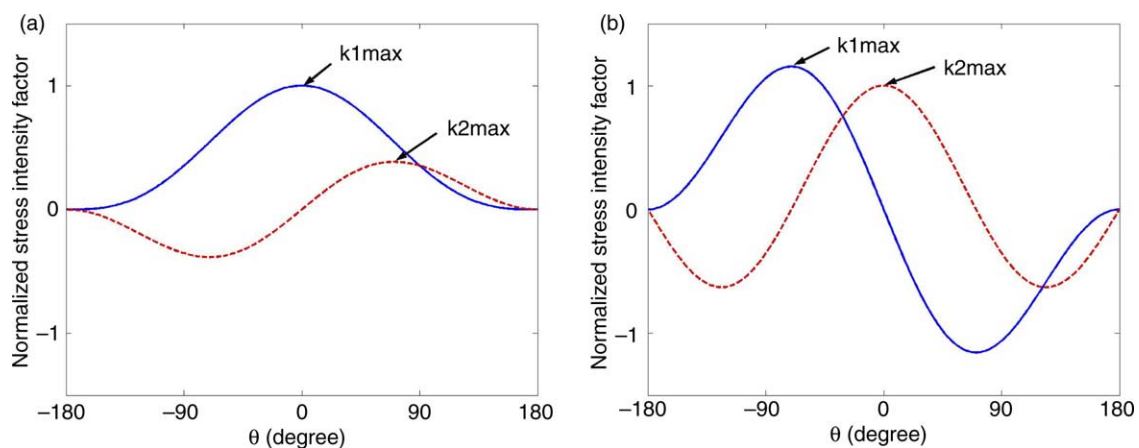 (a)
Normalized stress intensity factor
1
0
−1
k1max
k2max
−180
−90
0
90
180
θ (degree)
(b)
Normalized stress intensity factor
1
0
−1
k1max
k2max
−180
−90
0
90
180
θ (degree)